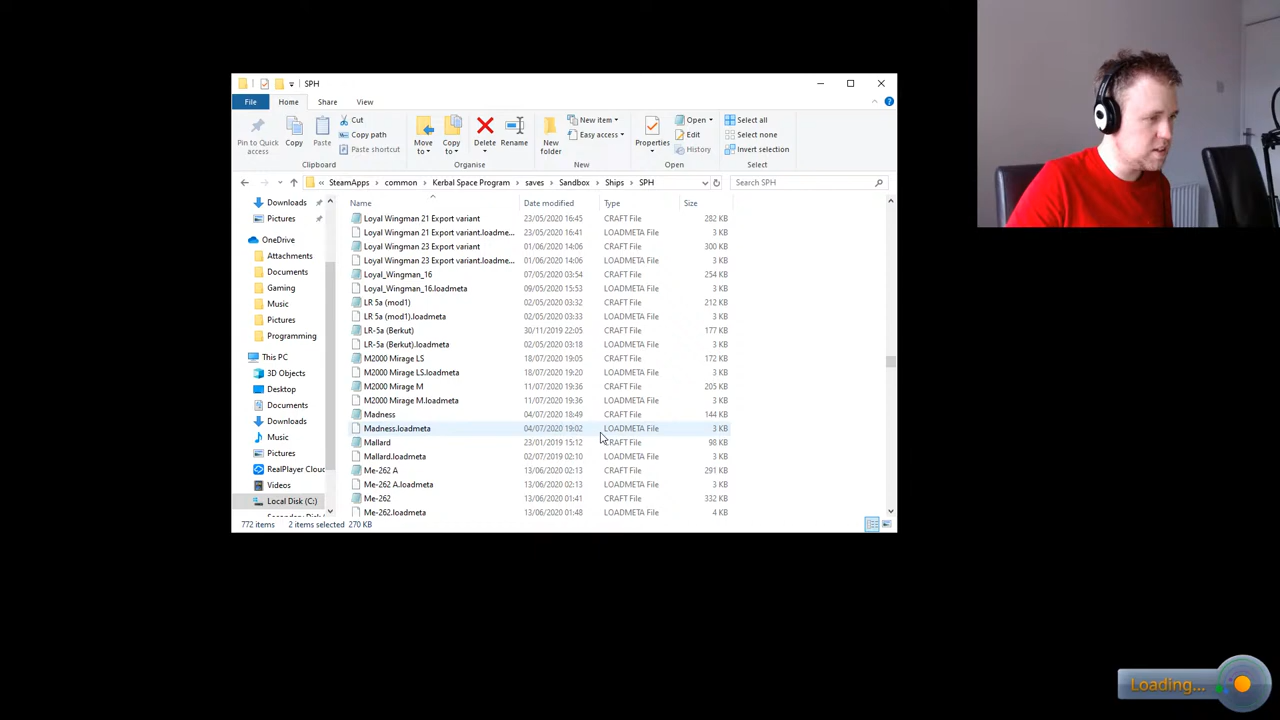 SPH
File Home Share View
Pin to Quick access
Copy
Paste
Cut
Copy path
Paste shortcut
Clipboard
Move to
Copy to
Delete
Rename
Organise
New folder
New item
Easy access
New
Properties
Open
Edit
History
Open
Select all
Select none
Invert selection
Select
SteamApps > common > Kerbal Space Program > saves > Sandbox > Ships > SPH
Search SPH
Downloads
Pictures
OneDrive
Attachments
Documents
Gaming
Music
Pictures
Programming
This PC
3D Objects
Desktop
Documents
Downloads
Music
Pictures
RealPlayer Cloud
Videos
Local Disk (C:)
Name Date modified Type Size
Loyal Wingman 21 Export variant 23/05/2020 16:45 CRAFT File 282 KB
Loyal Wingman 21 Export variant.loadme... 23/05/2020 16:41 LOADMETA File 3 KB
Loyal Wingman 23 Export variant 01/06/2020 14:06 CRAFT File 300 KB
Loyal Wingman 23 Export variant.loadme... 01/06/2020 14:06 LOADMETA File 3 KB
Loyal_Wingman_16 07/05/2020 03:54 CRAFT File 254 KB
Loyal_Wingman_16.loadmeta 09/05/2020 15:53 LOADMETA File 3 KB
LR 5a (mod1) 02/05/2020 03:32 CRAFT File 212 KB
LR 5a (mod1).loadmeta 02/05/2020 03:33 LOADMETA File 3 KB
LR-5a (Berkut) 30/11/2019 22:05 CRAFT File 177 KB
LR-5a (Berkut).loadmeta 02/05/2020 03:18 LOADMETA File 3 KB
M2000 Mirage LS 18/07/2020 19:05 CRAFT File 172 KB
M2000 Mirage LS.loadmeta 18/07/2020 19:20 LOADMETA File 3 KB
M2000 Mirage M 11/07/2020 19:36 CRAFT File 205 KB
M2000 Mirage M.loadmeta 11/07/2020 19:36 LOADMETA File 3 KB
Madness 04/07/2020 18:49 CRAFT File 144 KB
Madness.loadmeta 04/07/2020 19:02 LOADMETA File 3 KB
Mallard 23/01/2019 15:12 CRAFT File 98 KB
Mallard.loadmeta 02/07/2019 02:10 LOADMETA File 3 KB
Me-262 A 13/06/2020 02:13 CRAFT File 291 KB
Me-262 A.loadmeta 13/06/2020 02:13 LOADMETA File 3 KB
Me-262 13/06/2020 01:41 CRAFT File 332 KB
Me-262.loadmeta 13/06/2020 01:48 LOADMETA File 4 KB
772 items 2 items selected 270 KB
Loading...